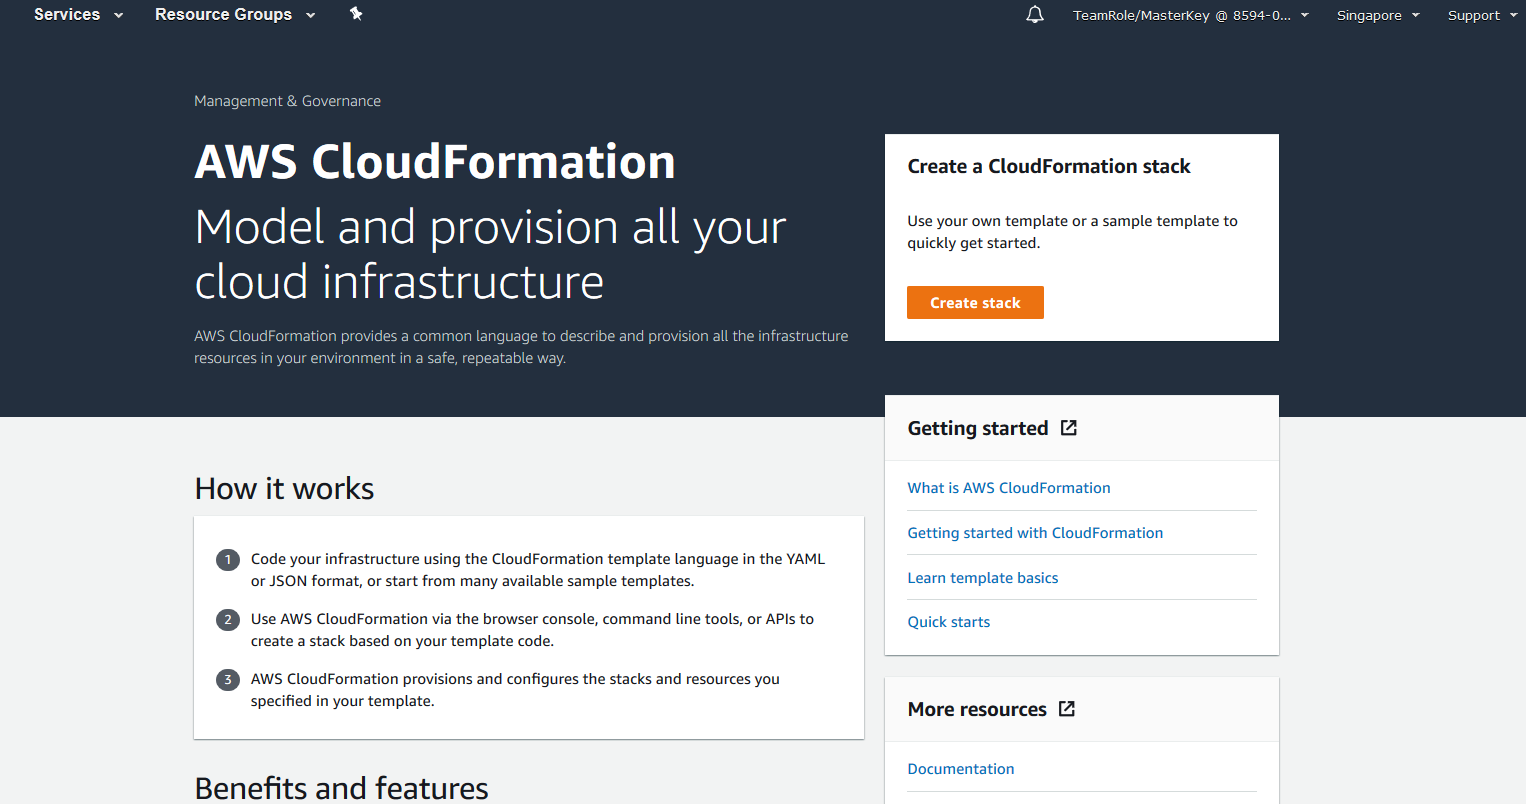 Services
Resource Groups
TeamRole/MasterKey @ 8594-0...
Singapore
Support
Management & Governance
AWS CloudFormation
Model and provision all your
cloud infrastructure
AWS CloudFormation provides a common language to describe and provision all the infrastructure
resources in your environment in a safe, repeatable way.
Create a CloudFormation stack
Use your own template or a sample template to
quickly get started.
Create stack
How it works
1 Code your infrastructure using the CloudFormation template language in the YAML
or JSON format, or start from many available sample templates.
2 Use AWS CloudFormation via the browser console, command line tools, or APIs to
create a stack based on your template code.
3 AWS CloudFormation provisions and configures the stacks and resources you
specified in your template.
Benefits and features
Getting started
What is AWS CloudFormation
Getting started with CloudFormation
Learn template basics
Quick starts
More resources
Documentation